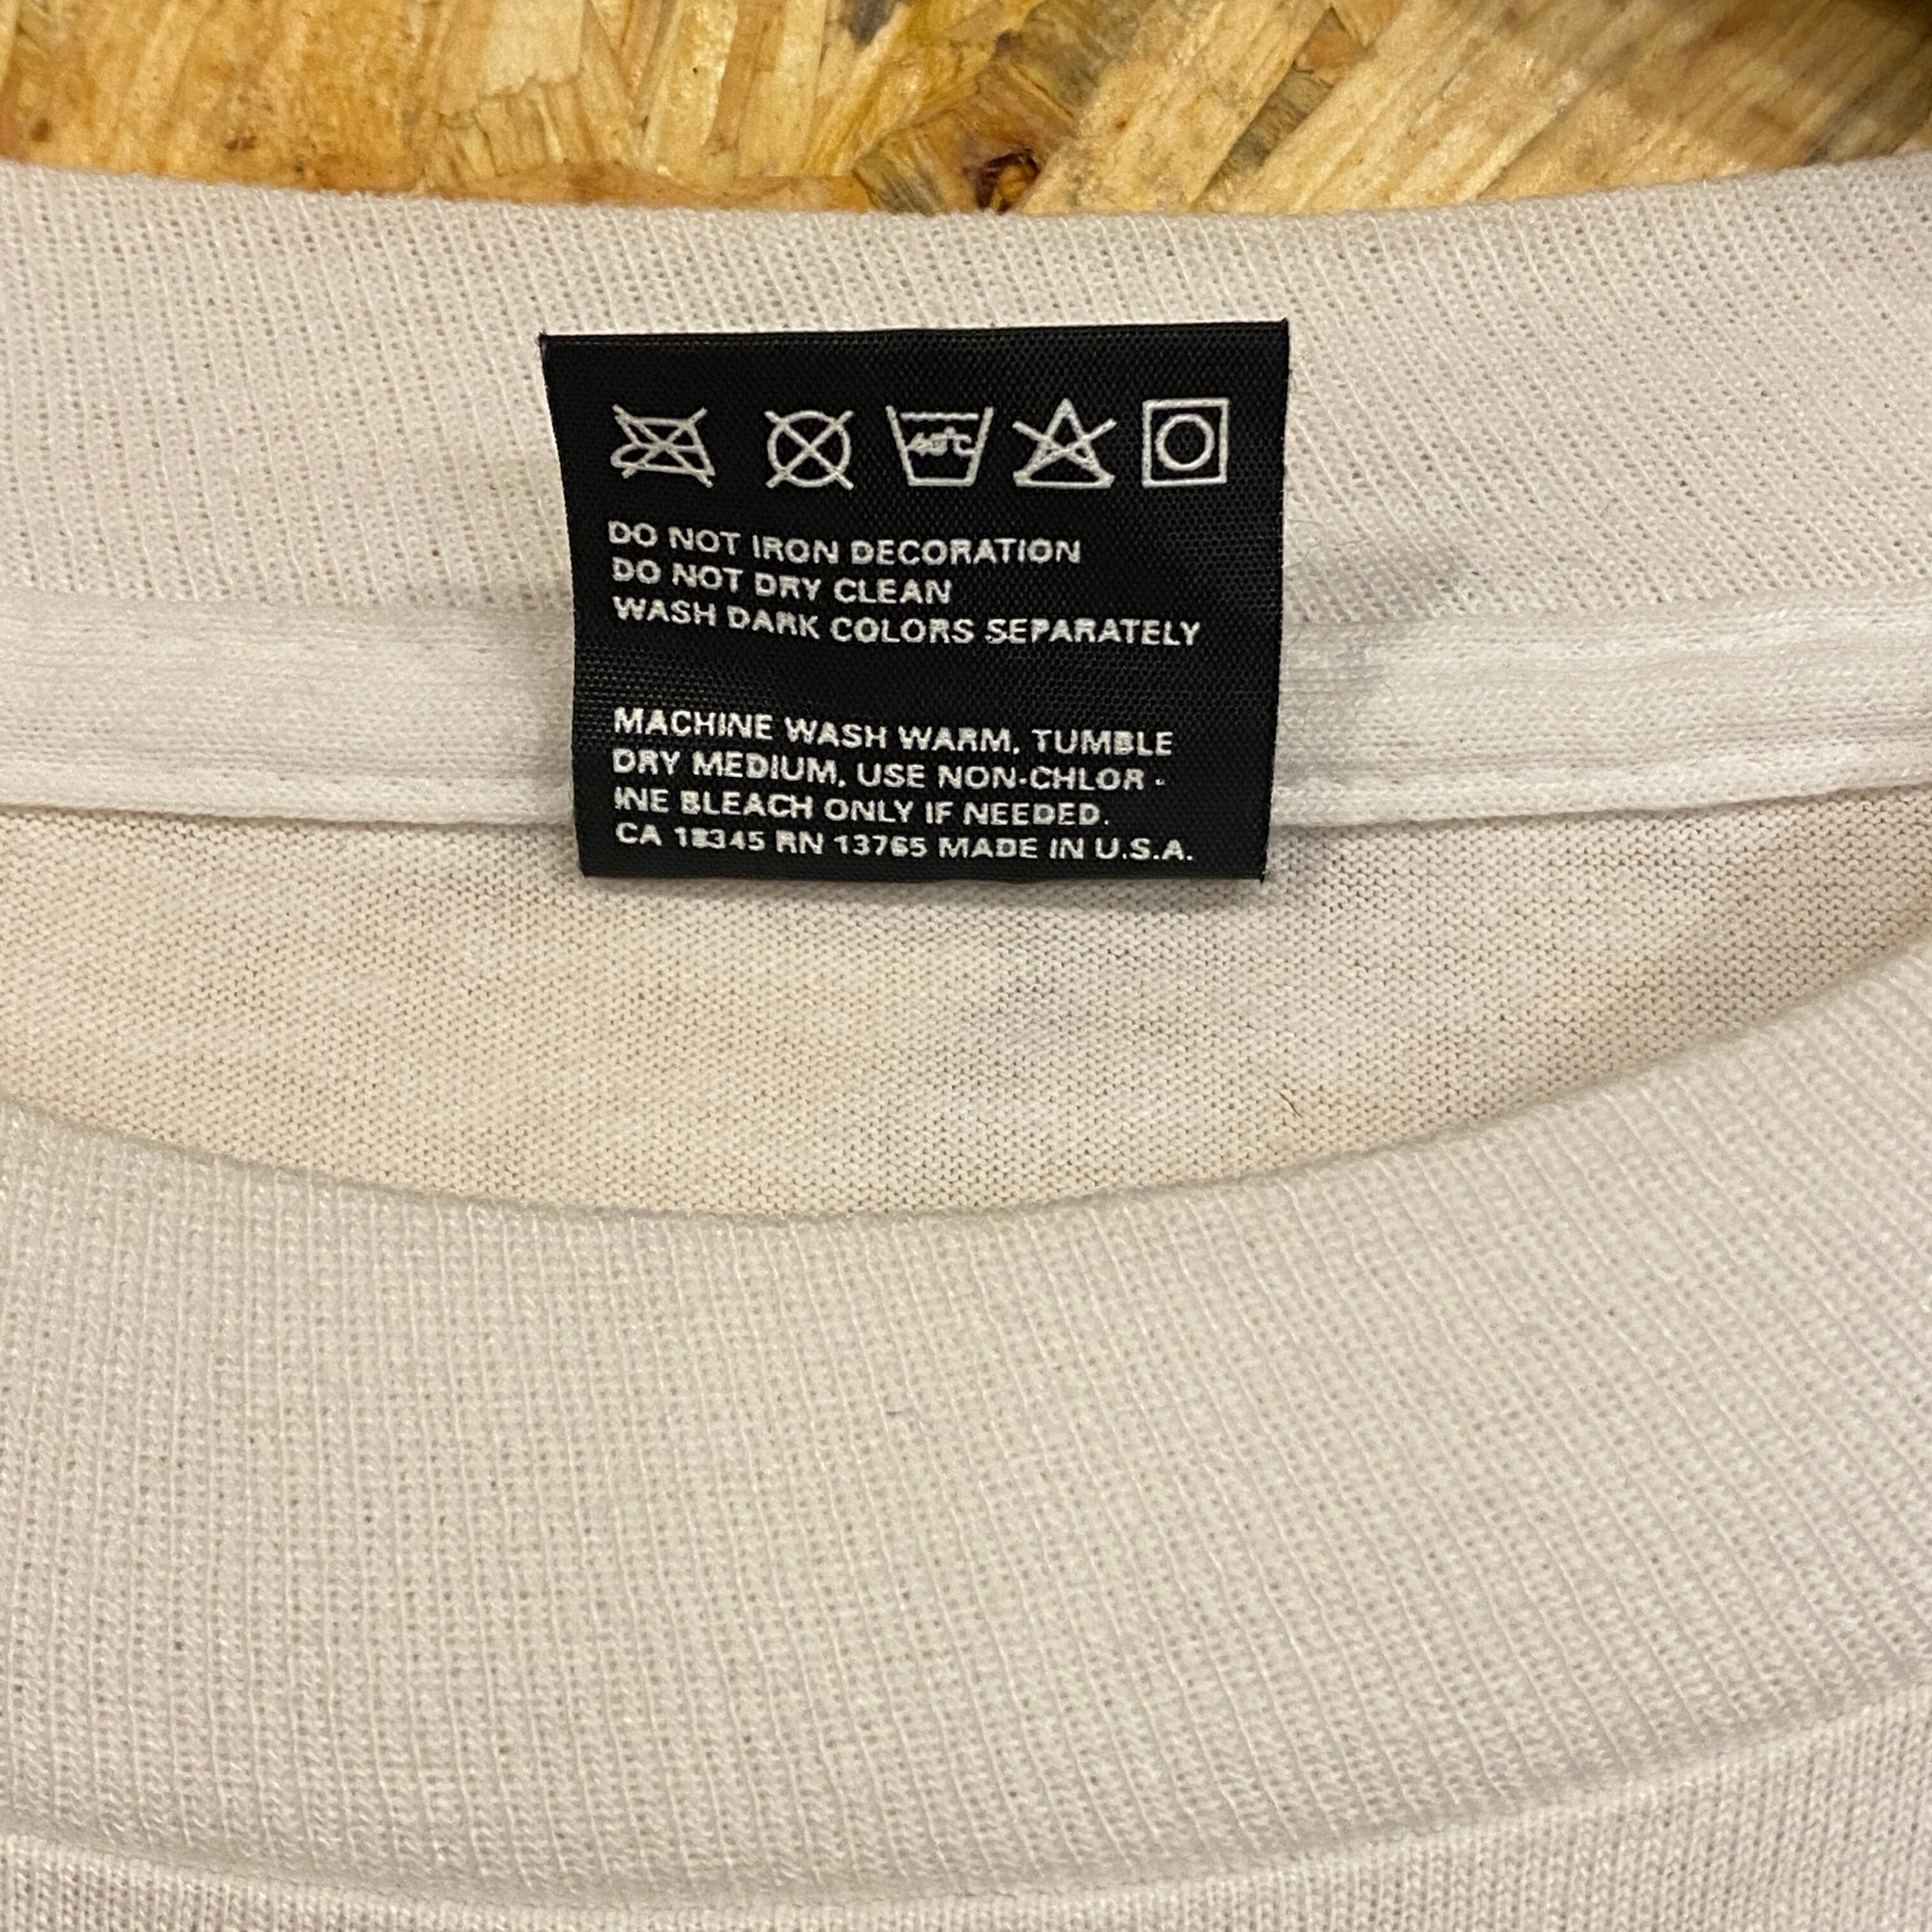 40°C
DO NOT IRON DECORATION
DO NOT DRY CLEAN
WASH DARK COLORS SEPARATELY
MACHINE WASH WARM, TUMBLE
DRY MEDIUM, USE NON-CHLOR -
INE BLEACH ONLY IF NEEDED.
CA 18345 RN 13765 MADE IN U.S.A.